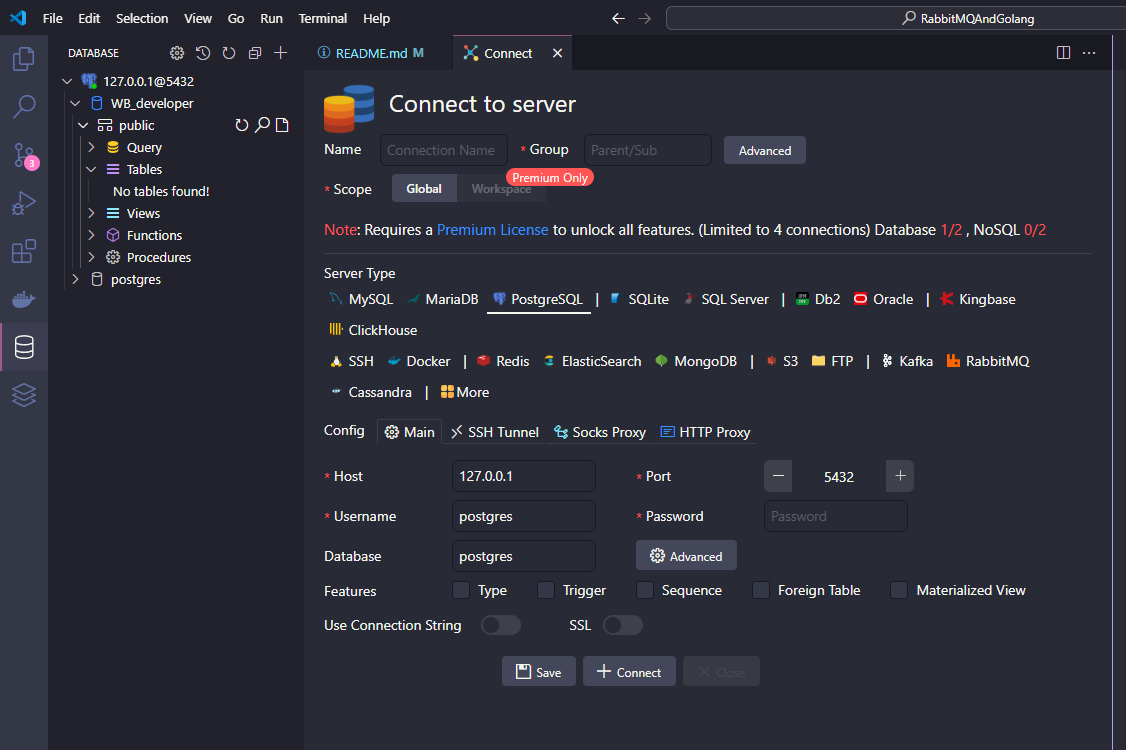 File Edit Selection View Go Run Terminal Help
RabbitMQAndGolang
DATABASE
README.md M
Connect
127.0.0.1@5432
WB_developer
public
Query
Tables
No tables found!
Views
Functions
Procedures
postgres
3
Connect to server
Name
Connection Name
* Group
Parent/Sub
Advanced
Premium Only
* Scope
Global
Workspace
Note: Requires a Premium License to unlock all features. (Limited to 4 connections) Database 1/2 , NoSQL 0/2
Server Type
MySQL MariaDB PostgreSQL | SQLite SQL Server | Db2 Oracle | Kingbase
ClickHouse
SSH Docker | Redis ElasticSearch MongoDB | S3 FTP | Kafka RabbitMQ
Cassandra | More
Config Main SSH Tunnel Socks Proxy HTTP Proxy
* Host 127.0.0.1 * Port 5432
* Username postgres * Password Password
Database postgres Advanced
Features Type Trigger Sequence Foreign Table Materialized View
Use Connection String SSL
Save Connect Close